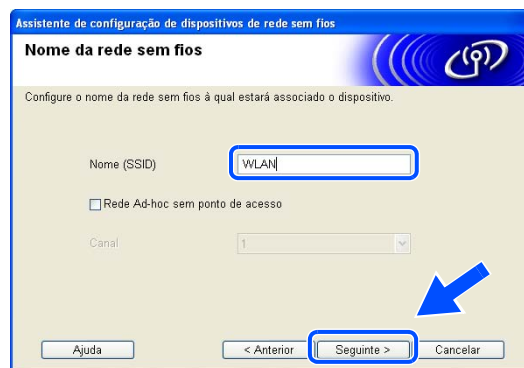 Assistente de configuração de dispositivos de rede sem fios
Nome da rede sem fios
Configure o nome da rede sem fios à qual estará associado o dispositivo.
Nome (SSID) WLAN
Rede Ad-hoc sem ponto de acesso
Canal 1
Ajuda < Anterior Seguinte > Cancelar